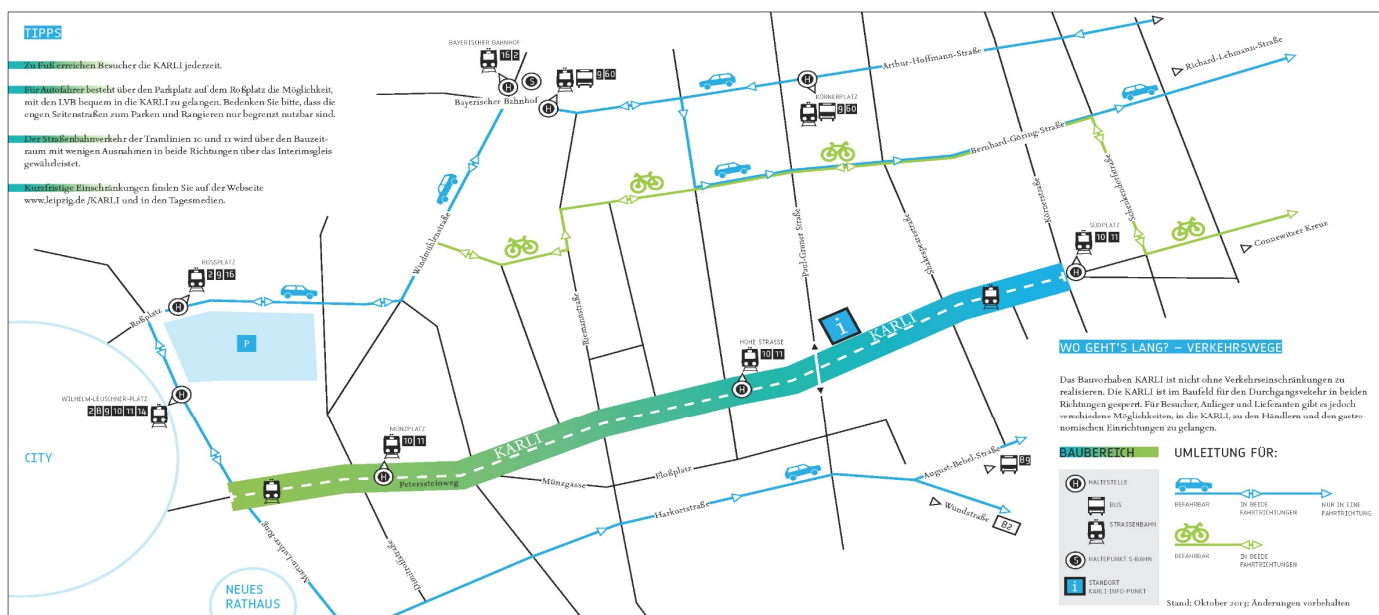 TIPPS
Zu Fuß erreichen Besucher die KARLI jederzeit.
Für Autofahrer besteht über den Parkplatz auf dem Roßplatz die Möglichkeit,
mit den LVB bequem in die KARLI zu gelangen. Bedenken Sie bitte, dass die
engen Seitenstraßen zum Parken und Rangieren nur begrenzt nutzbar sind.
Der Straßenbahnverkehr der Tramlinien 10 und 11 wird über den Bauzeit-
raum mit wenigen Ausnahmen in beide Richtungen über das Interimsgleis
gewährleistet.
Kurzfristige Einschränkungen finden Sie auf der Webseite
www.leipzig.de /KARLI und in den Tagesmedien.
BAYERISCHER BAHNHOF
16 2
H
S
9 60
Bayerischer Bahnhof
H
H
KÖRNERPLATZ
9 60
Arthur-Hoffmann-Straße
Richard-Lehmann-Straße
Bernhard-Göring-Straße
Windmühlenstraße
Riemannstraße
Paul-Gruner Straße
Shakespearestraße
Körnerstraße
Schenkendorfstraße
SÜDPLATZ
10 11
H
Connewitzer Kreuz
ROSSPLATZ
2 9 16
H
Roßplatz
P
WILHELM-LEUSCHNER-PLATZ
2 8 9 10 11 14
H
CITY
MÜNZPLATZ
10 11
H
Peterssteinweg
KARLI
HOHE STRASSE
10 11
H
i
KARLI
Münzgasse
Floßplatz
Harkortstraße
August-Bebel-Straße
89
Wundtstraße
B2
Martin-Luther-Ring
Dimitroffstraße
NEUES
RATHAUS
WO GEHT'S LANG? – VERKEHRSWEGE
Das Bauvorhaben KARLI ist nicht ohne Verkehrseinschränkungen zu
realisieren. Die KARLI ist im Baufeld für den Durchgangsvekehr in beiden
Richtungen gesperrt. Für Besucher, Anlieger und Lieferanten gibt es jedoch
verschiedene Möglichkeiten, in die KARLI, zu den Händlern und den gastro-
nomischen Einrichtungen zu gelangen.
BAUBEREICH
H HALTESTELLE
BUS
STRASSENBAHN
S HALTEPUNKT S-BAHN
i STANDORT
KARLI-INFO-PUNKT
UMLEITUNG FÜR:
BEFAHRBAR
IN BEIDE
FAHRTRICHTUNGEN
NUR IN EINE
FAHRTRICHTUNG
BEFAHRBAR
IN BEIDE
FAHRTRICHTUNGEN
Stand: Oktober 2013; Änderungen vorbehalten